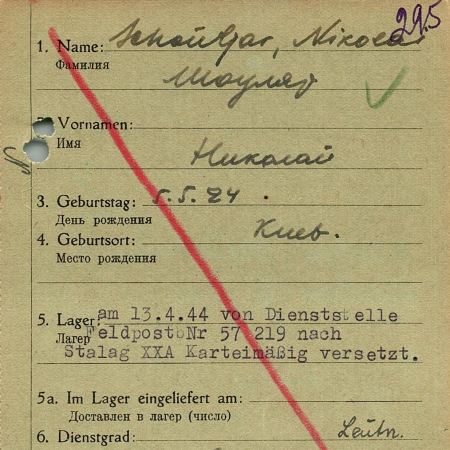 29.5
1. Name: Schouljar, Nikolai
Фамилия
Шоуляр
2. Vornamen:
Имя
Николай
3. Geburtstag: 5.5.24
День рождения
4. Geburtsort: Киев.
Место рождения
5. Lager: am 13.4.44 von Dienststelle
Лагерь Feldpost Nr 57 219 nach
Stalag XXA Karteimäßig versetzt.
5a. Im Lager eingeliefert am:
Доставлен в лагерь (число)
6. Dienstgrad: Leutn.